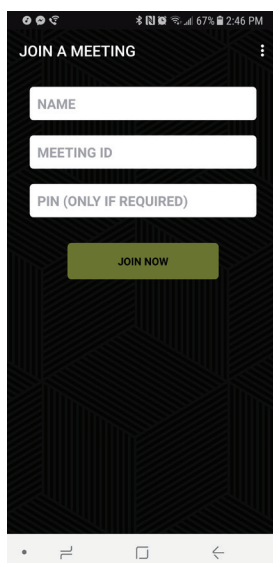 67% 2:46 PM
JOIN A MEETING
NAME
MEETING ID
PIN (ONLY IF REQUIRED)
JOIN NOW